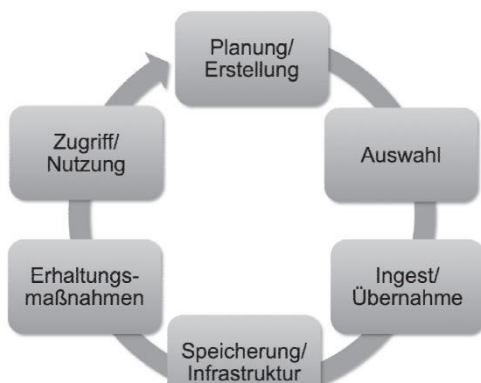 Planung/
Erstellung
Auswahl
Ingest/
Übernahme
Speicherung/
Infrastruktur
Erhaltungs-
maßnahmen
Zugriff/
Nutzung